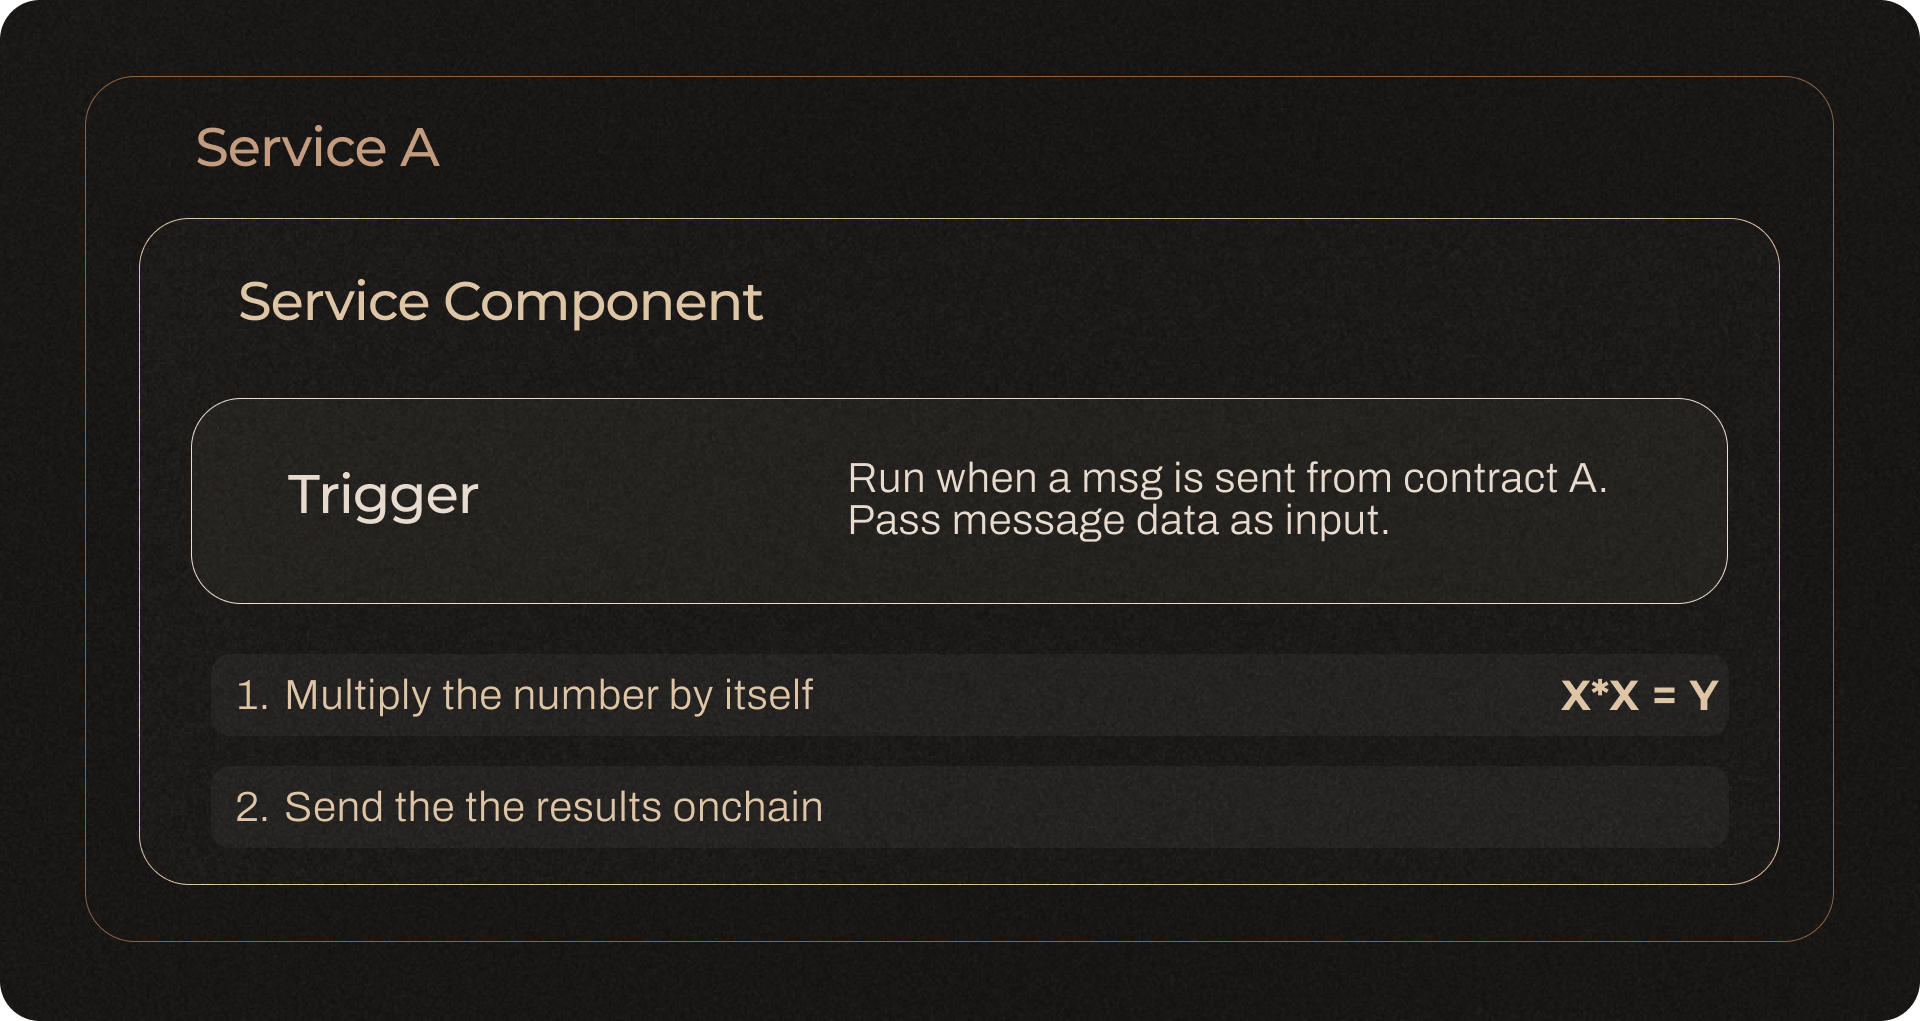 Service A
Service Component
Trigger
Run when a msg is sent from contract A.
Pass message data as input.
1. Multiply the number by itself
X*X = Y
2. Send the the results onchain